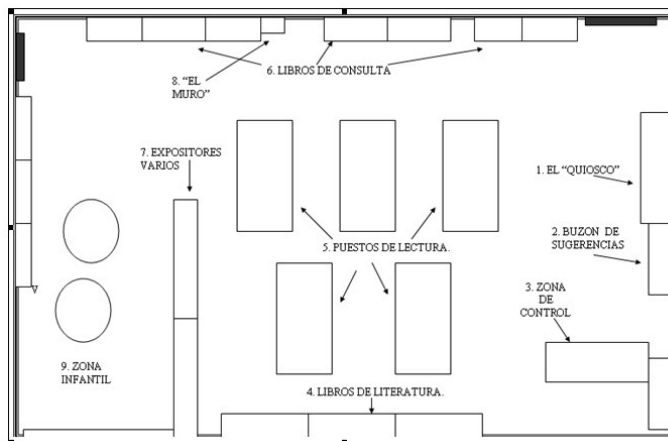 8. “EL
MURO”
6. LIBROS DE CONSULTA
7. EXPOSITORES
VARIOS
1. EL “QUIOSCO”
2. BUZON DE
SUGERENCIAS
5. PUESTOS DE LECTURA.
3. ZONA
DE
CONTROL
9. ZONA
INFANTIL
4. LIBROS DE LITERATURA.